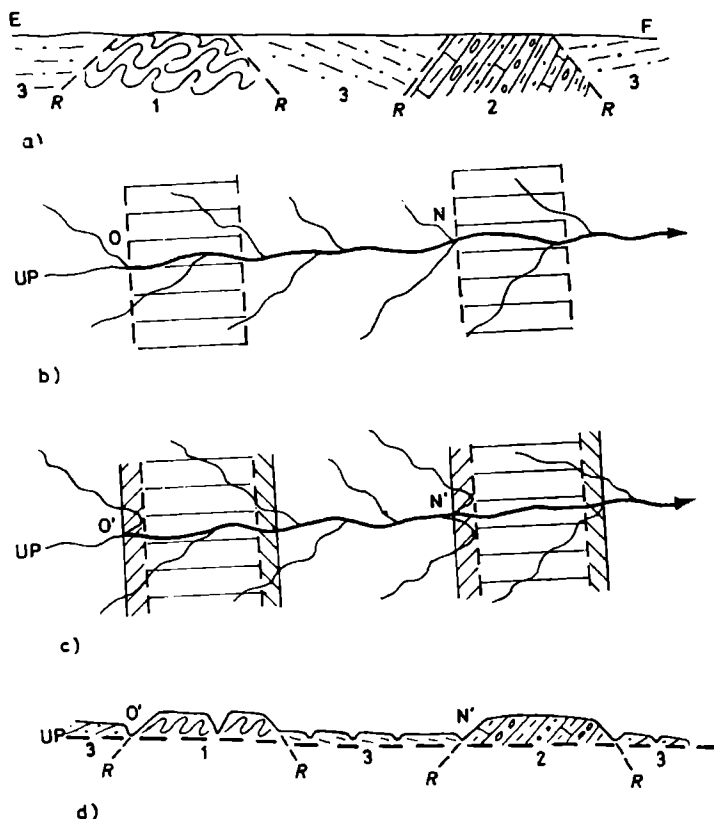 E F
3 R 1 R 3 R 2 R 3
a)
O N
UP
b)
O' N'
UP
c)
O' N'
UP 3 1 3 2 3
R R R R
d)